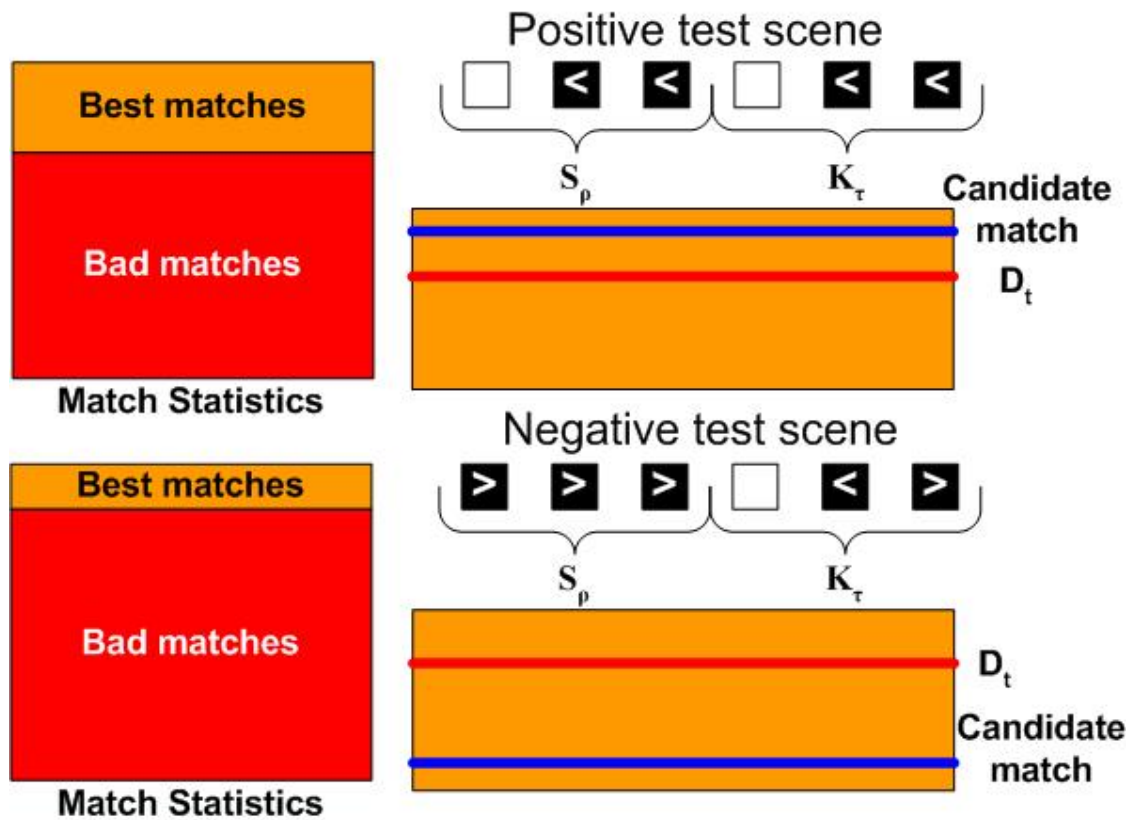 Positive test scene
< < < <
Best matches
Bad matches
Match Statistics
Sρ Kτ
Candidate
match
Dt
Negative test scene
> > > < >
Best matches
Bad matches
Match Statistics
Sρ Kτ
Dt
Candidate
match